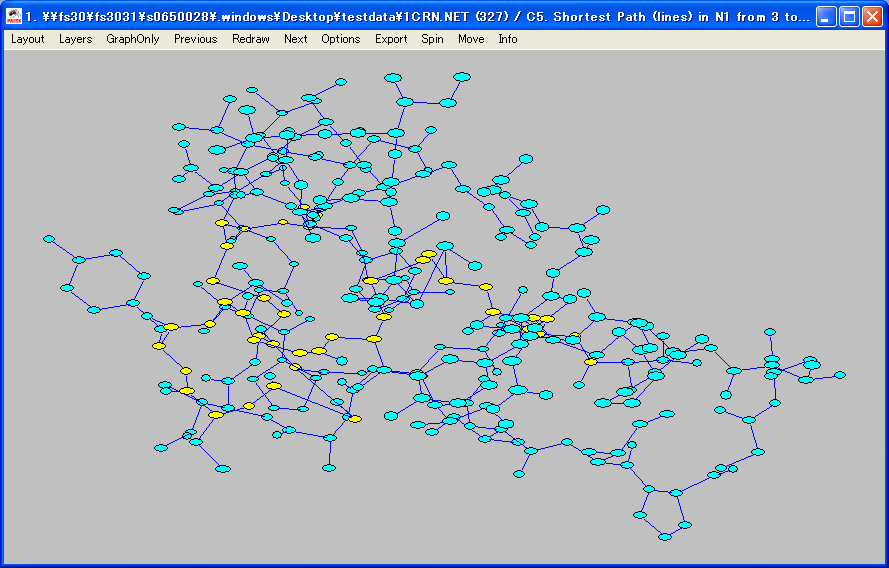 1. ¥¥fs30¥fs3031¥s0650028¥.windows¥Desktop¥testdata¥1CRN.NET (327) / C5. Shortest Path (lines) in N1 from 3 to...
Layout Layers GraphOnly Previous Redraw Next Options Export Spin Move Info